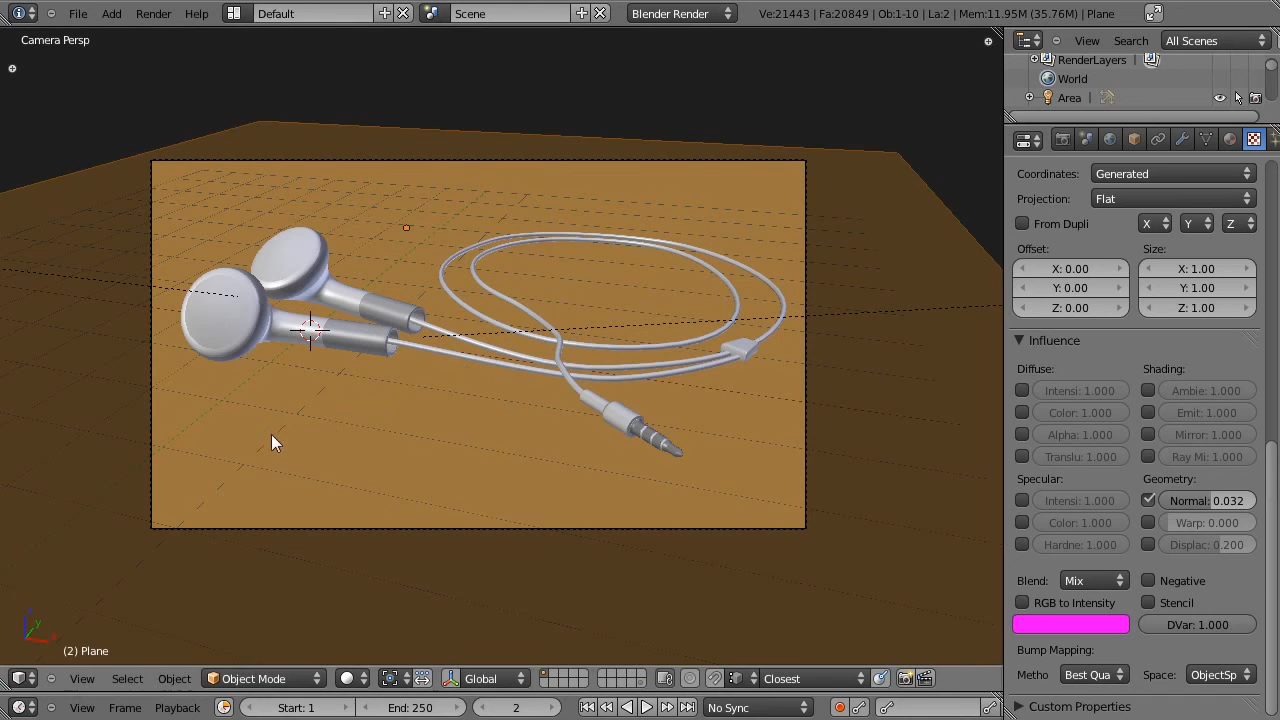 File Add Render Help Default Scene Blender Render Ve:21443 | Fa:20849 | Ob:1-10 | La:2 | Mem:11.95M (35.76M) | Plane
Camera Persp
View Search All Scenes
RenderLayers |
World
Area |
Coordinates: Generated
Projection: Flat
From Dupli X Y Z
Offset: Size:
X: 0.00 X: 1.00
Y: 0.00 Y: 1.00
Z: 0.00 Z: 1.00
Influence
Diffuse: Shading:
Intensi: 1.000 Ambie: 1.000
Color: 1.000 Emit: 1.000
Alpha: 1.000 Mirror: 1.000
Translu: 1.000 Ray Mi: 1.000
Specular: Geometry:
Intensi: 1.000 Normal: 0.032
Color: 1.000 Warp: 0.000
Hardne: 1.000 Displac: 0.200
Blend: Mix Negative
RGB to Intensity Stencil
DVar: 1.000
Bump Mapping:
Metho Best Qua Space: ObjectSp
Custom Properties
z
y
x
(2) Plane
View Select Object Object Mode Global Closest
View Frame Playback Start: 1 End: 250 2 No Sync